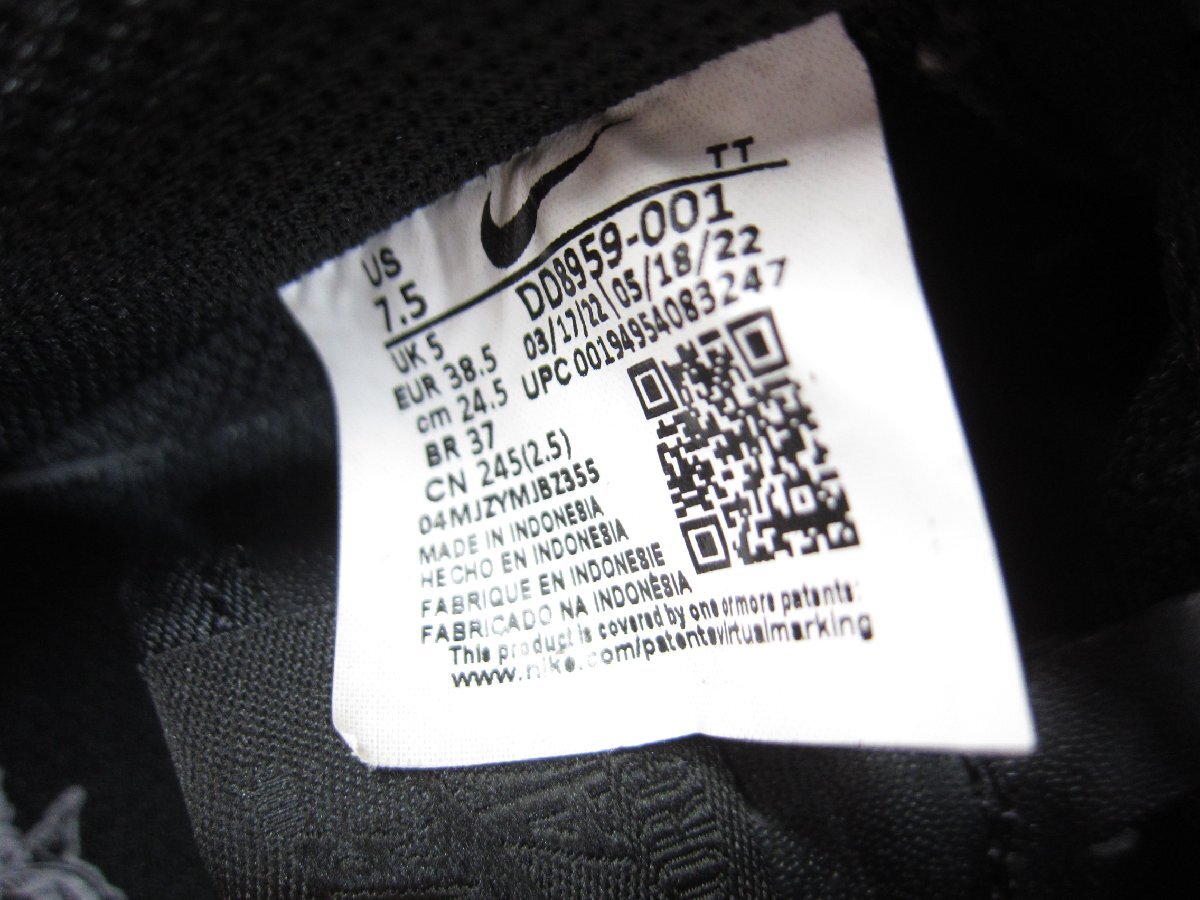 TT
US
7.5
DD8959-001
03/17/22\05/18/22
UPC 00194954083247
UK 5
EUR 38.5
cm 24.5
BR 37
CN 245(2.5)
04MJZYMJBZ355
MADE IN INDONESIA
HECHO EN INDONESIA
FABRIQUE EN INDONESIE
FABRICADO NA INDONÉSIA
This product is covered by one or more patents:
www.nike.com/patentsvirtualmarking